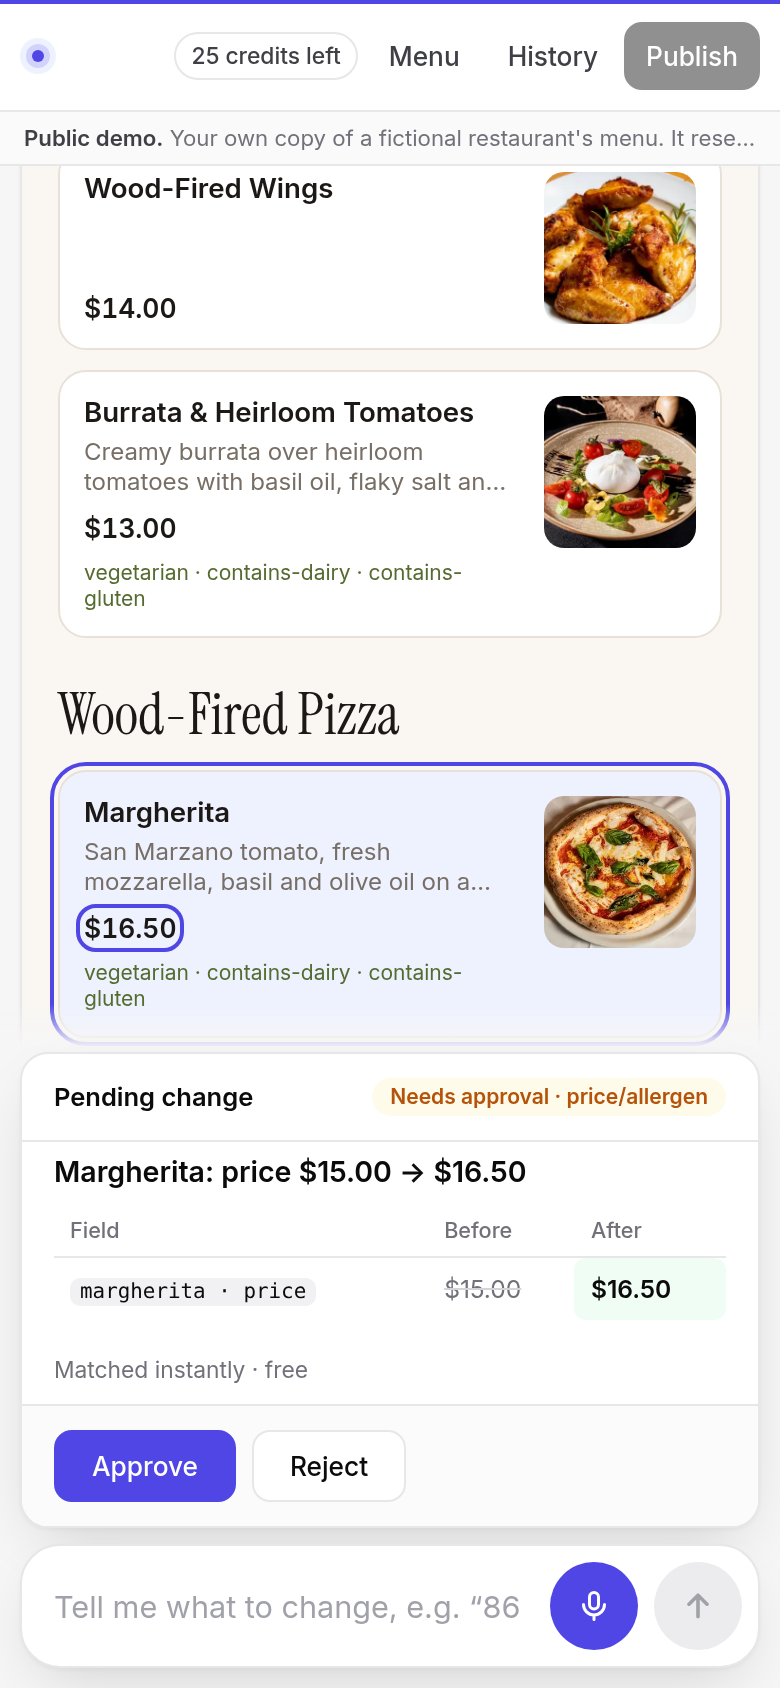 25 credits left
Menu
History
Publish
Public demo. Your own copy of a fictional restaurant's menu. It rese...
Wood-Fired Wings
$14.00
Burrata & Heirloom Tomatoes
Creamy burrata over heirloom
tomatoes with basil oil, flaky salt an...
$13.00
vegetarian · contains-dairy · contains-
gluten
Wood-Fired Pizza
Margherita
San Marzano tomato, fresh
mozzarella, basil and olive oil on a...
$16.50
vegetarian · contains-dairy · contains-
gluten
Pending change
Needs approval · price/allergen
Margherita: price $15.00 → $16.50
Field Before After
margherita · price $15.00 $16.50
Matched instantly · free
Approve
Reject
Tell me what to change, e.g. “86